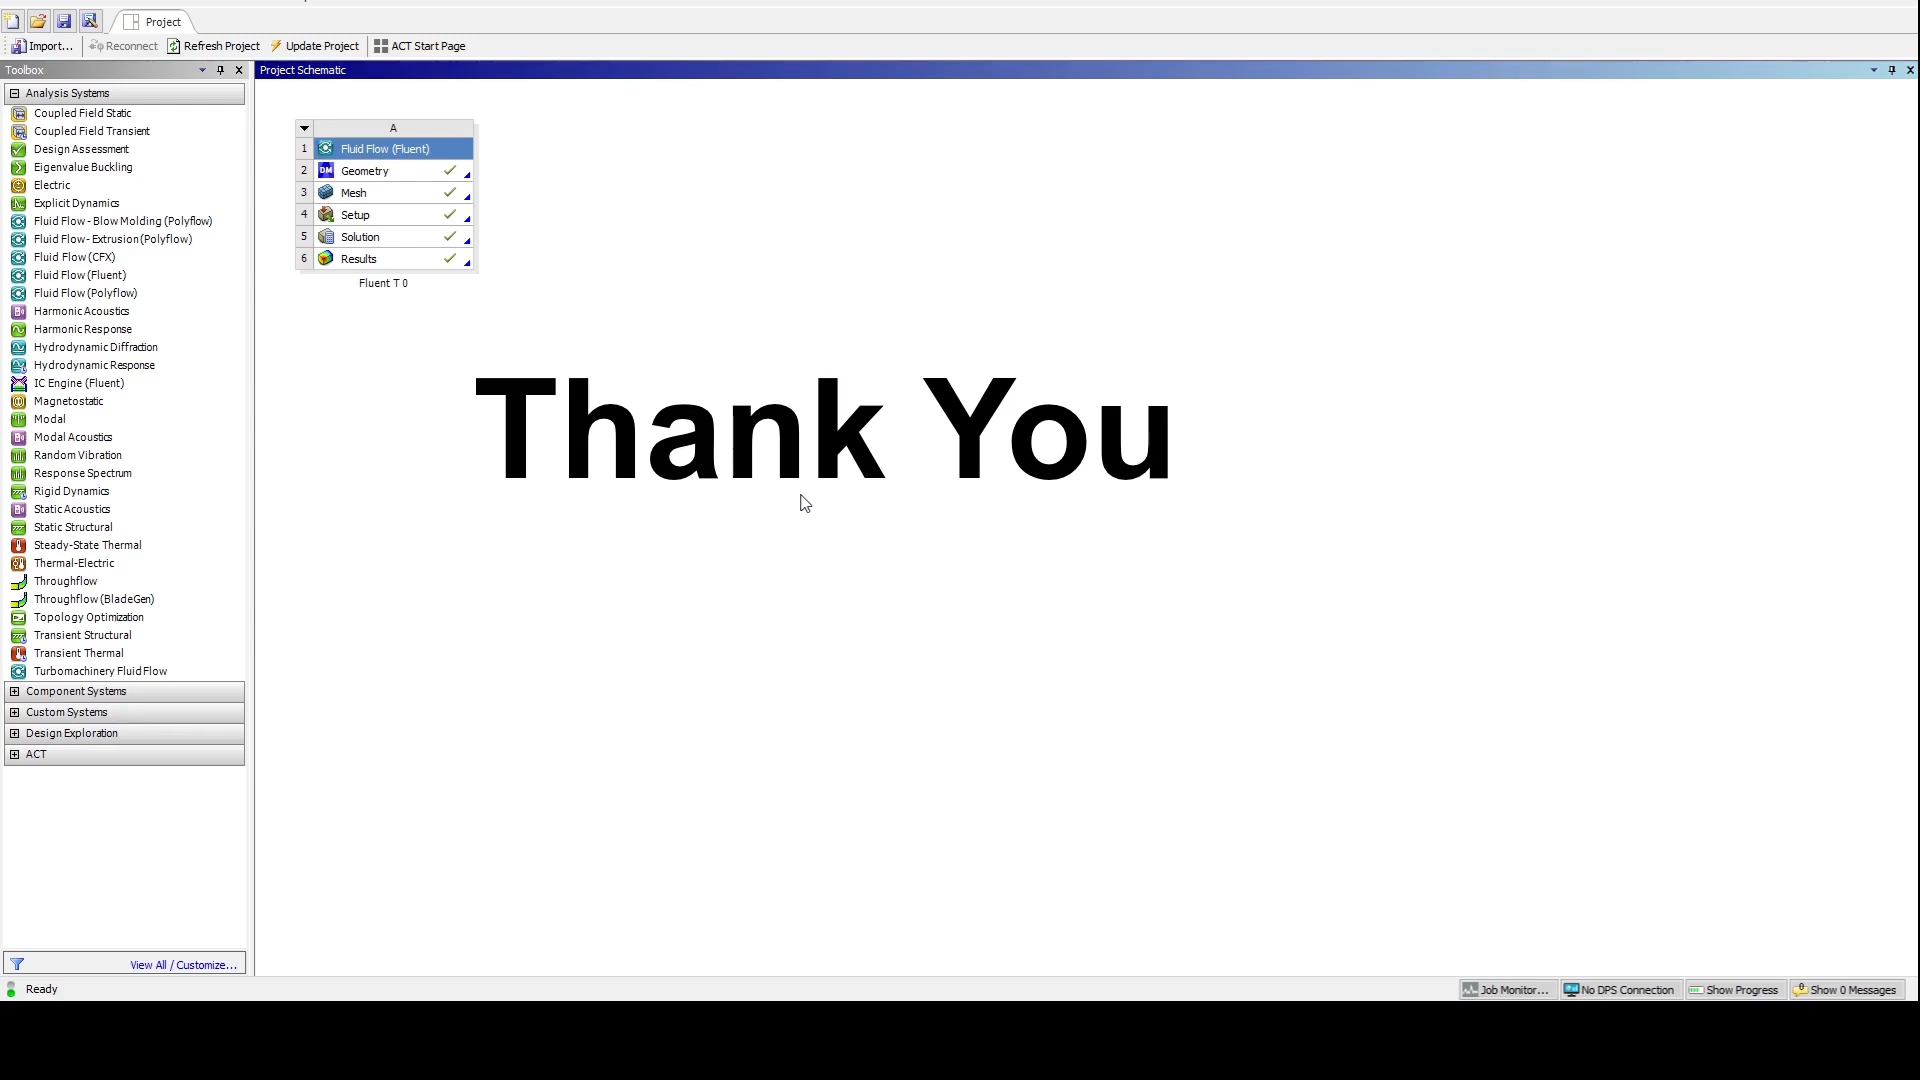 Project
Import...
Reconnect
Refresh Project
Update Project
ACT Start Page
Toolbox
Analysis Systems
Coupled Field Static
Coupled Field Transient
Design Assessment
Eigenvalue Buckling
Electric
Explicit Dynamics
Fluid Flow - Blow Molding (Polyflow)
Fluid Flow- Extrusion (Polyflow)
Fluid Flow (CFX)
Fluid Flow (Fluent)
Fluid Flow (Polyflow)
Harmonic Acoustics
Harmonic Response
Hydrodynamic Diffraction
Hydrodynamic Response
IC Engine (Fluent)
Magnetostatic
Modal
Modal Acoustics
Random Vibration
Response Spectrum
Rigid Dynamics
Static Acoustics
Static Structural
Steady-State Thermal
Thermal-Electric
Throughflow
Throughflow (BladeGen)
Topology Optimization
Transient Structural
Transient Thermal
Turbomachinery Fluid Flow
Component Systems
Custom Systems
Design Exploration
ACT
View All / Customize...
Project Schematic
A
1 Fluid Flow (Fluent)
2 DM Geometry
3 Mesh
4 Setup
5 Solution
6 Results
Fluent T 0
Thank You
Ready
Job Monitor...
No DPS Connection
Show Progress
Show 0 Messages